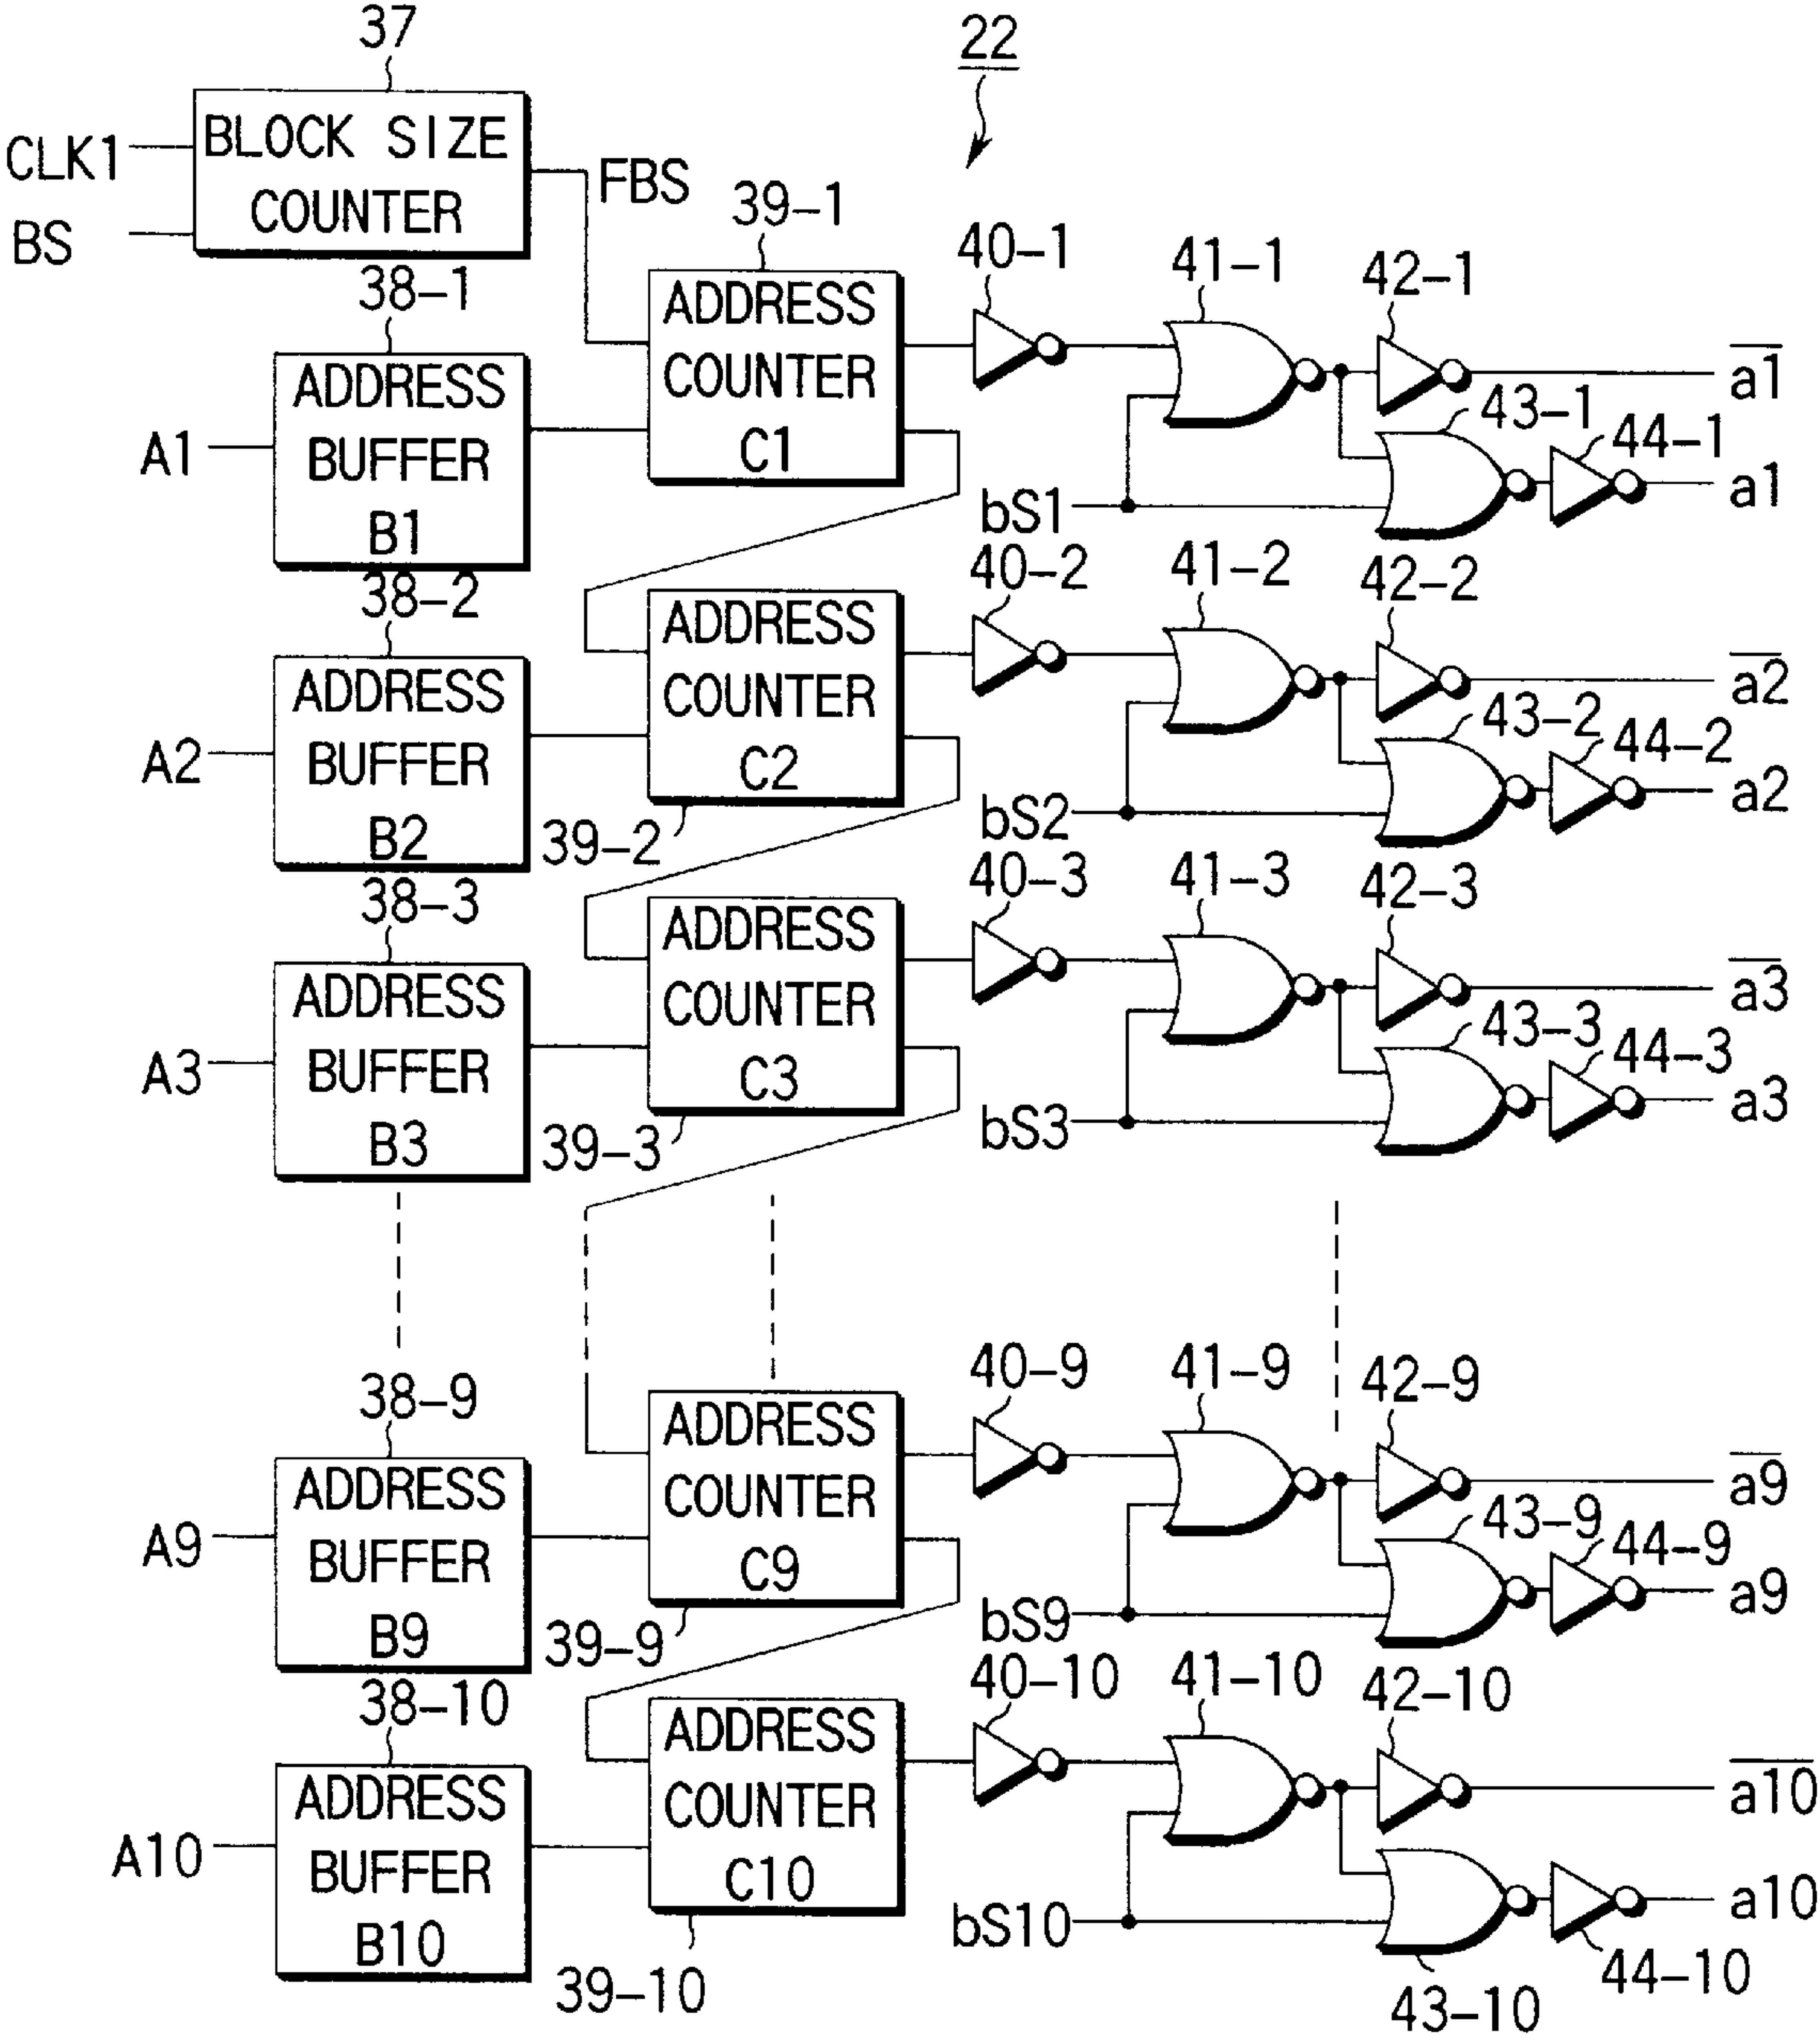 37
22
CLK1
BLOCK SIZE
COUNTER
BS
FBS
39-1
40-1
41-1
42-1
38-1
ADDRESS
COUNTER
C1
a1
43-1
44-1
A1
ADDRESS
BUFFER
B1
bS1
a1
38-2
40-2
41-2
42-2
ADDRESS
COUNTER
C2
a2
43-2
44-2
A2
ADDRESS
BUFFER
B2
bS2
a2
39-2
38-3
40-3
41-3
42-3
ADDRESS
COUNTER
C3
a3
43-3
44-3
A3
ADDRESS
BUFFER
B3
bS3
a3
39-3
38-9
40-9
41-9
42-9
ADDRESS
COUNTER
C9
a9
43-9
44-9
A9
ADDRESS
BUFFER
B9
bS9
a9
39-9
38-10
40-10
41-10
42-10
ADDRESS
COUNTER
C10
a10
A10
ADDRESS
BUFFER
B10
bS10
a10
39-10
43-10
44-10